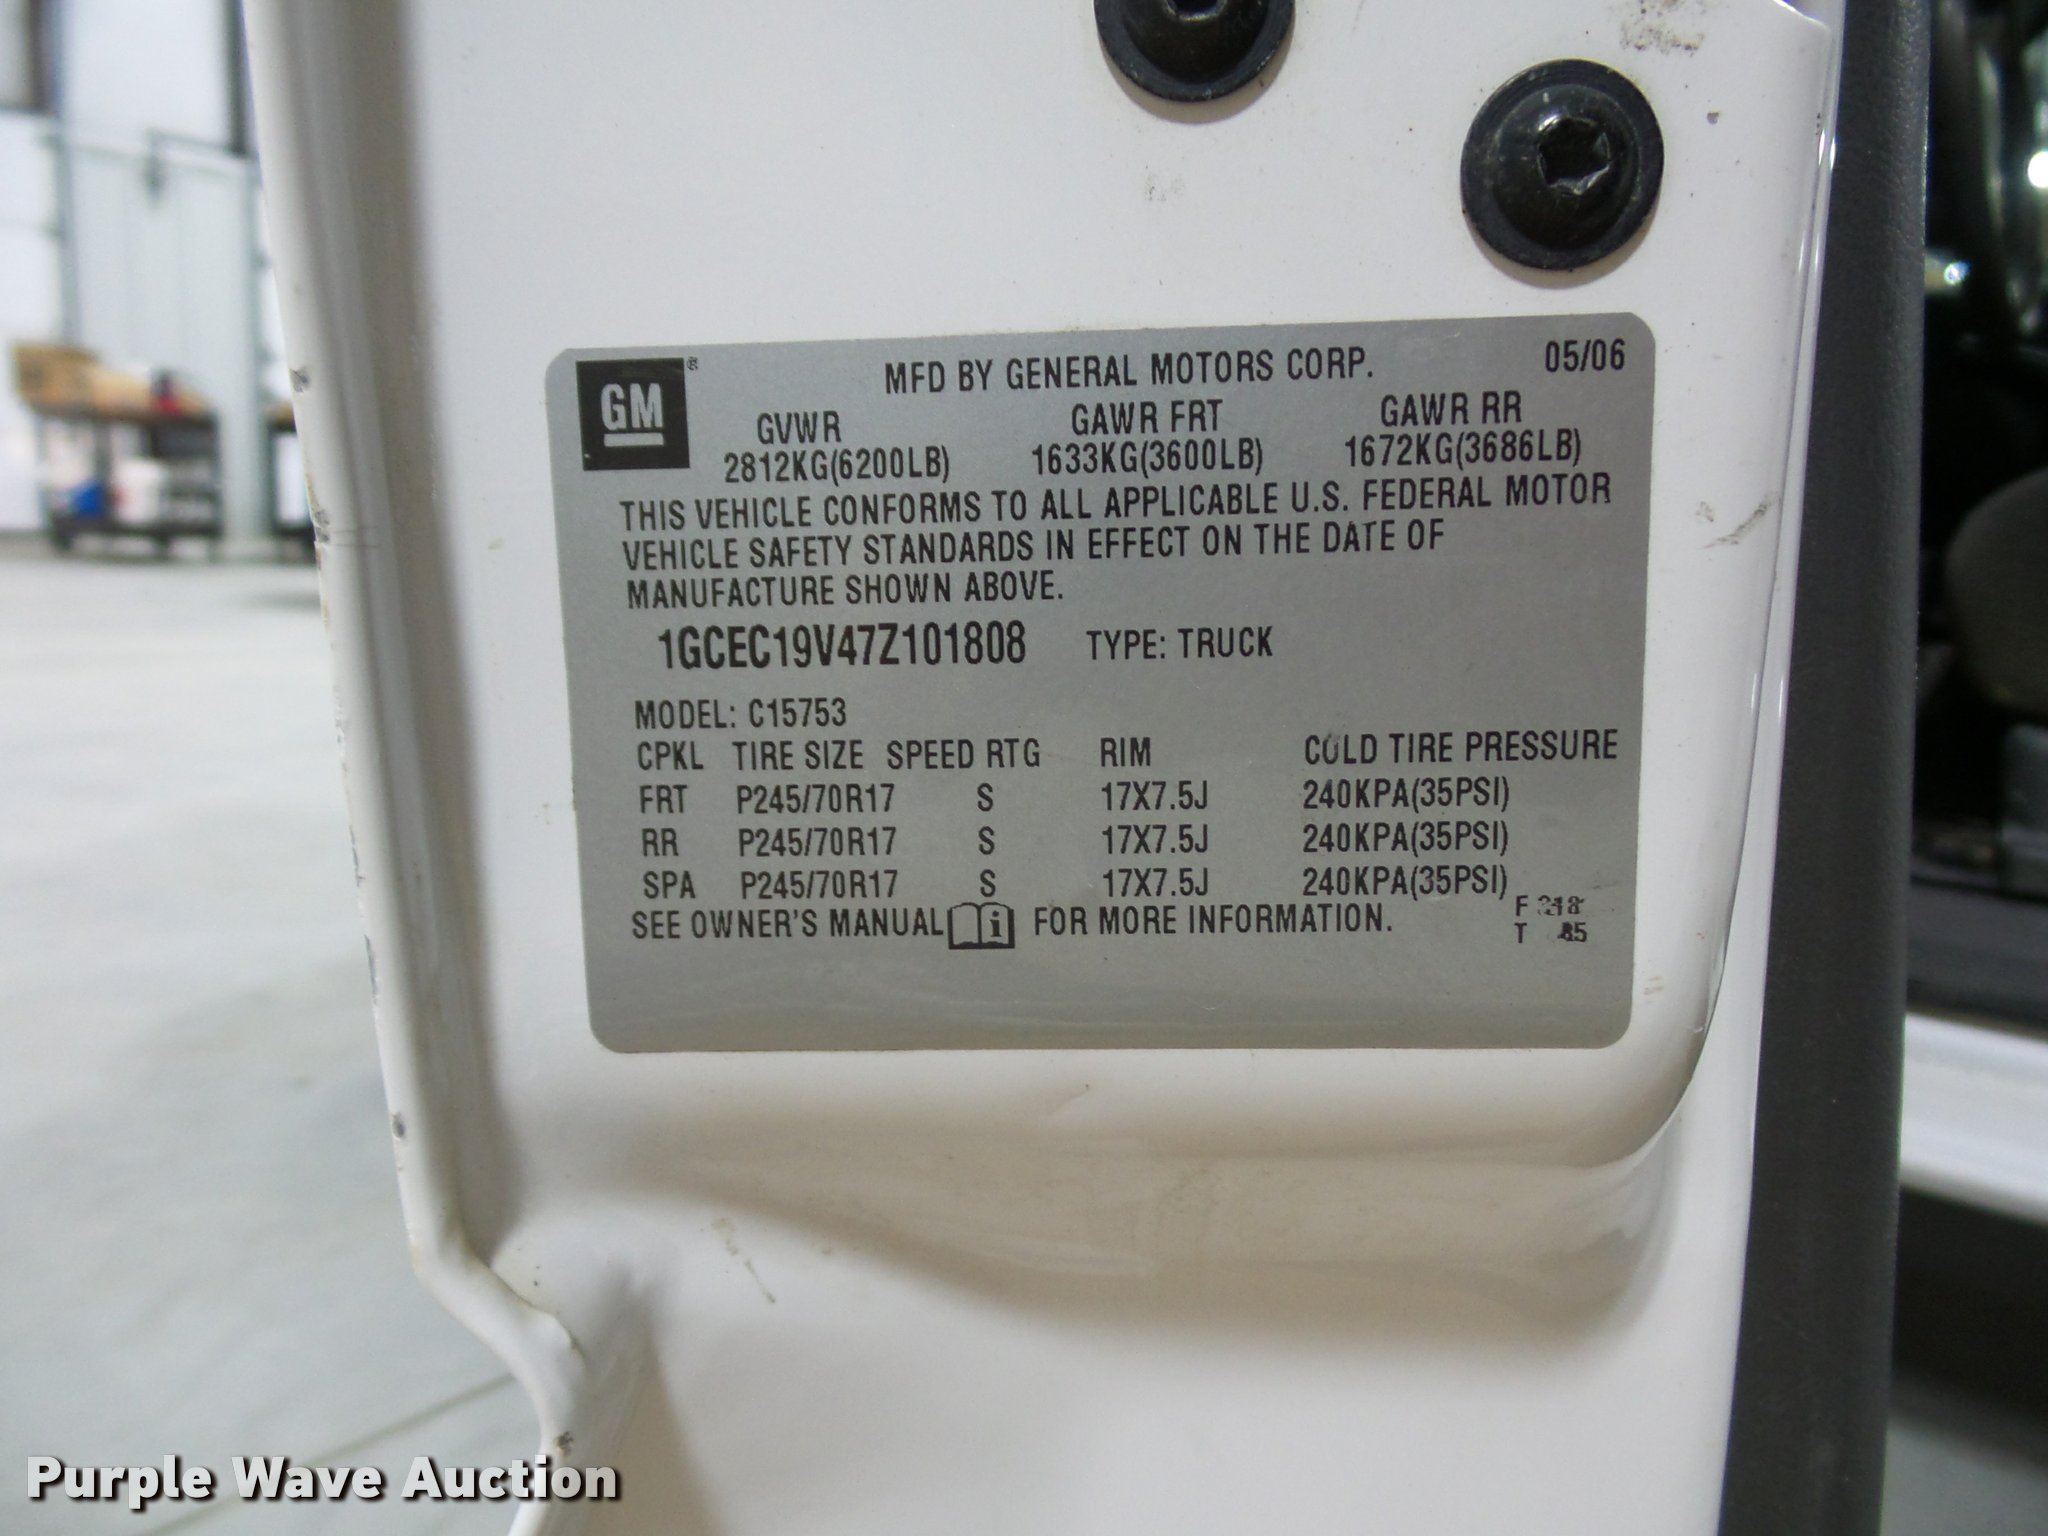 GM®
MFD BY GENERAL MOTORS CORP. 05/06
GVWR GAWR FRT GAWR RR
2812KG(6200LB) 1633KG(3600LB) 1672KG(3686LB)
THIS VEHICLE CONFORMS TO ALL APPLICABLE U.S. FEDERAL MOTOR
VEHICLE SAFETY STANDARDS IN EFFECT ON THE DATE OF
MANUFACTURE SHOWN ABOVE.
1GCEC19V47Z101808 TYPE: TRUCK
MODEL: C15753
CPKL TIRE SIZE SPEED RTG RIM COLD TIRE PRESSURE
FRT P245/70R17 S 17X7.5J 240KPA(35PSI)
RR P245/70R17 S 17X7.5J 240KPA(35PSI)
SPA P245/70R17 S 17X7.5J 240KPA(35PSI)
SEE OWNER'S MANUAL i FOR MORE INFORMATION.
F
T
Purple Wave Auction